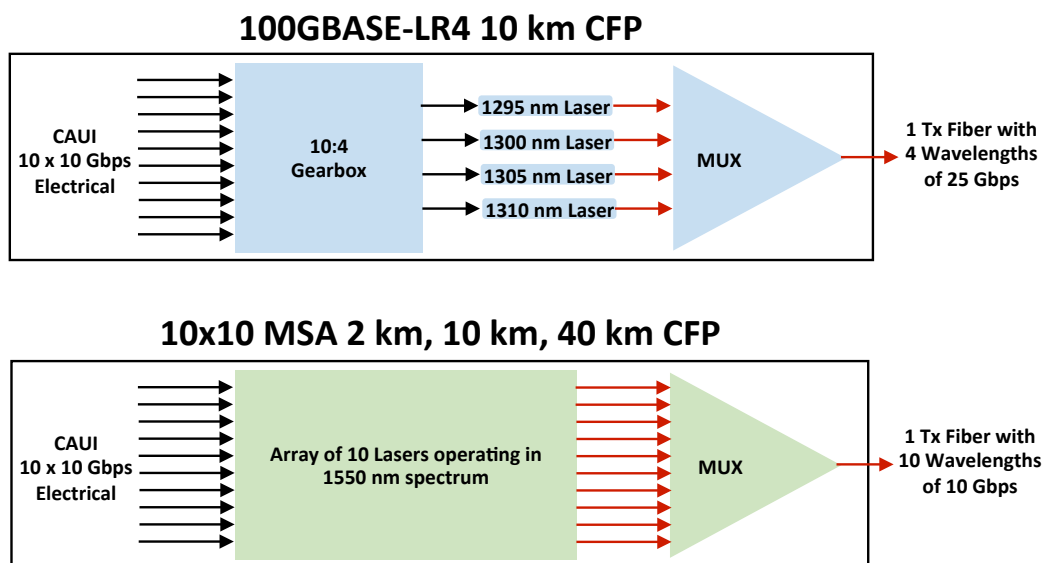 100GBASE-LR4 10 km CFP
CAUI
10 x 10 Gbps
Electrical
10:4
Gearbox
1295 nm Laser
1300 nm Laser
1305 nm Laser
1310 nm Laser
MUX
1 Tx Fiber with
4 Wavelengths
of 25 Gbps
10x10 MSA 2 km, 10 km, 40 km CFP
CAUI
10 x 10 Gbps
Electrical
Array of 10 Lasers operating in
1550 nm spectrum
MUX
1 Tx Fiber with
10 Wavelengths
of 10 Gbps